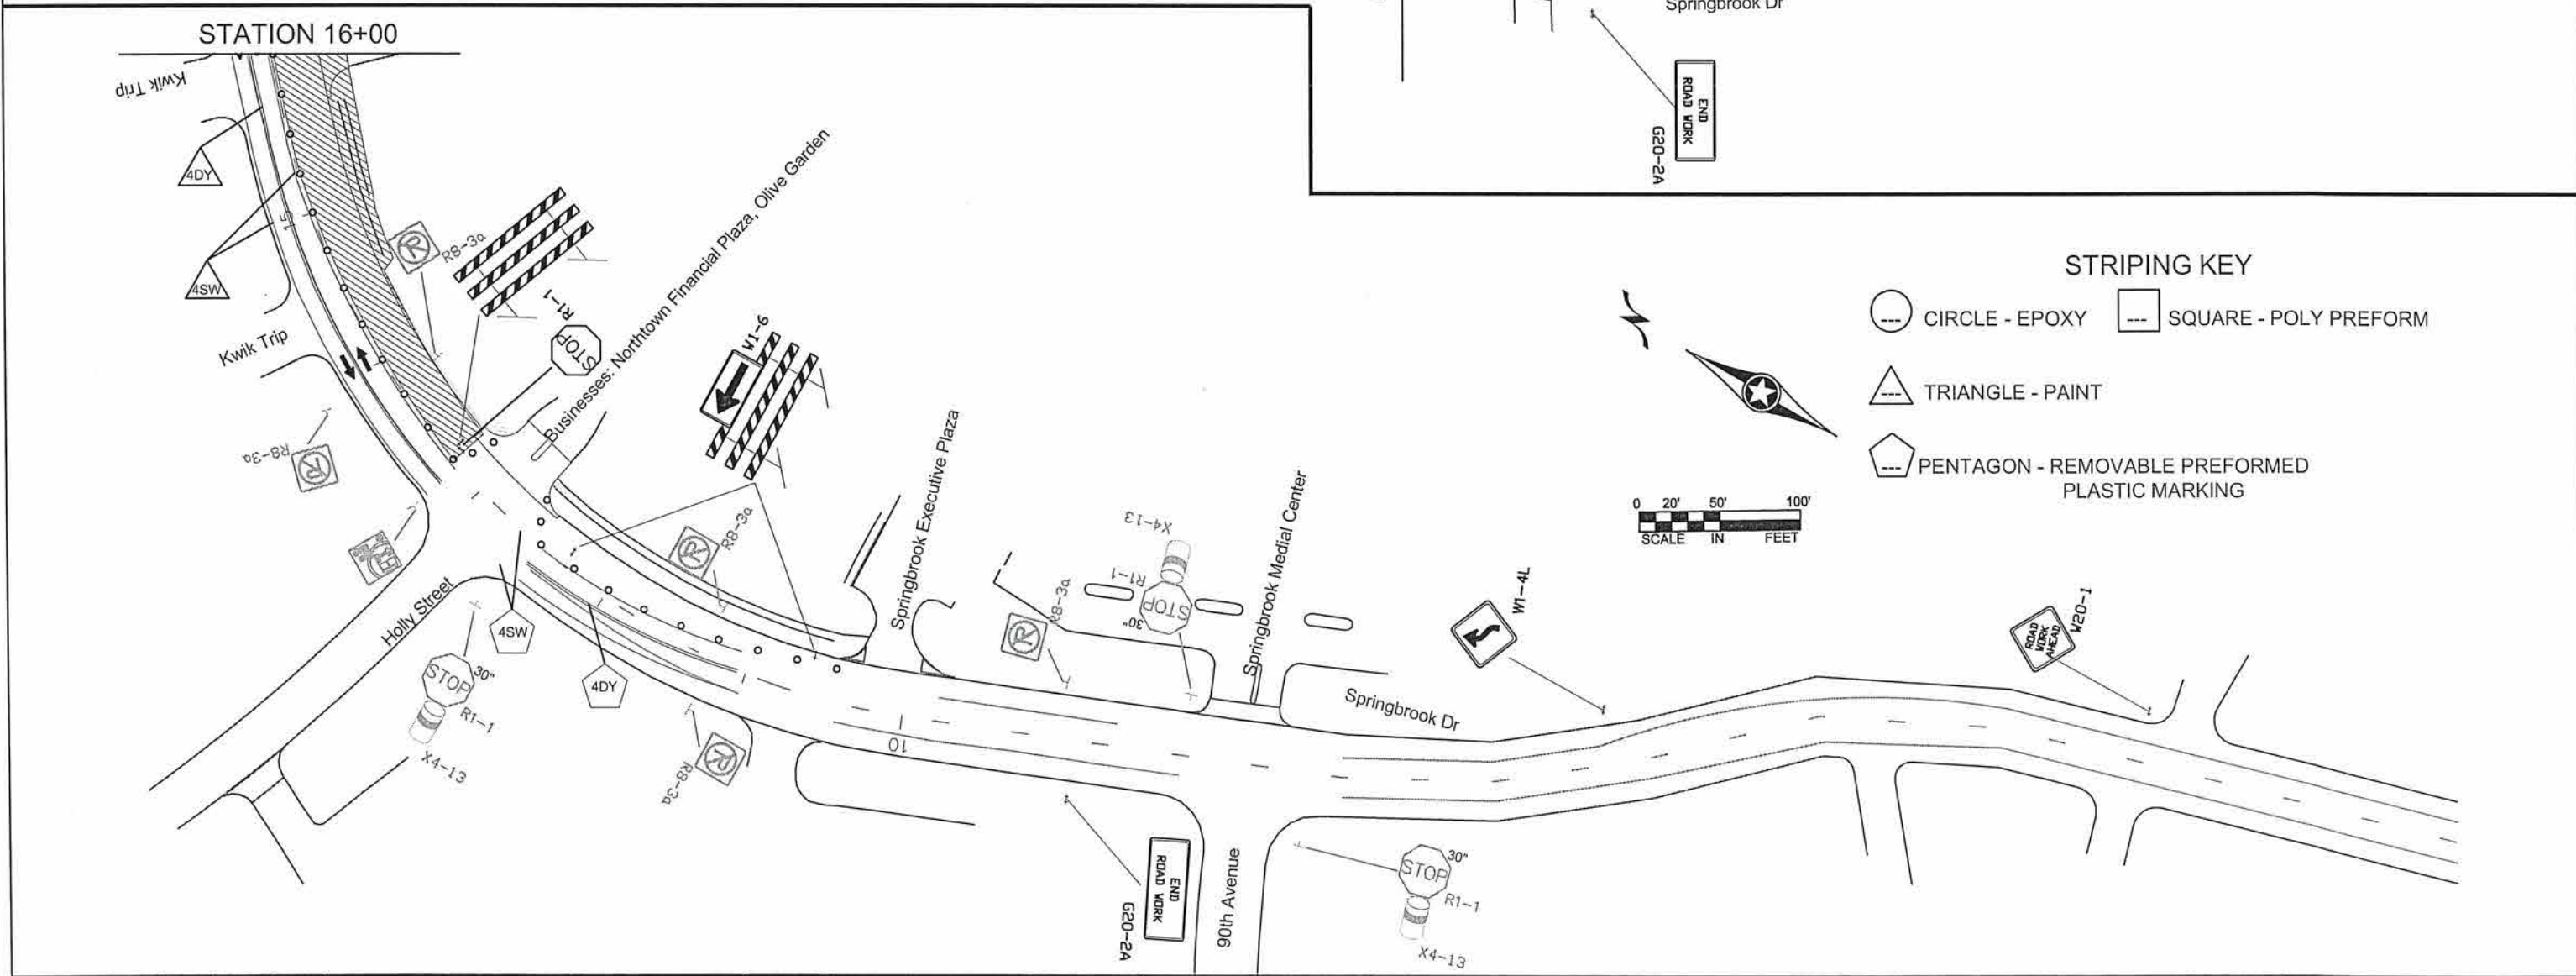 Springbrook Dr
END
ROAD WORK
G20-2A
STATION 16+00
Kwik Trip
4DY
15
4SW
Kwik Trip
R8-3a
R1-1
STOP
Businesses: Northtown Financial Plaza, Olive Garden
W1-6
R8-3a
Holly Street
4SW
4DY
STOP
30"
R1-1
X4-13
R8-3a
R8-3a
Springbrook Executive Plaza
10
R8-3a
X4-13
R1-1
STOP
30"
Springbrook Medial Center
Springbrook Dr
W1-4L
ROAD
WORK
AHEAD
W20-1
END
ROAD WORK
G20-2A
90th Avenue
STOP
30"
R1-1
X4-13
STRIPING KEY
--- CIRCLE - EPOXY
--- SQUARE - POLY PREFORM
--- TRIANGLE - PAINT
--- PENTAGON - REMOVABLE PREFORMED
PLASTIC MARKING
0 20' 50' 100'
SCALE IN FEET